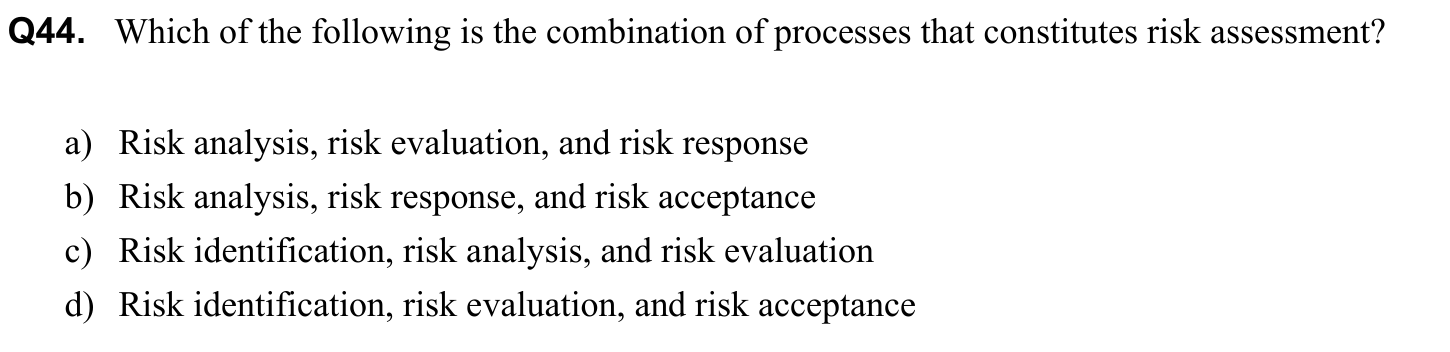 Q44. Which of the following is the combination of processes that constitutes risk assessment?
a) Risk analysis, risk evaluation, and risk response
b) Risk analysis, risk response, and risk acceptance
c) Risk identification, risk analysis, and risk evaluation
d) Risk identification, risk evaluation, and risk acceptance